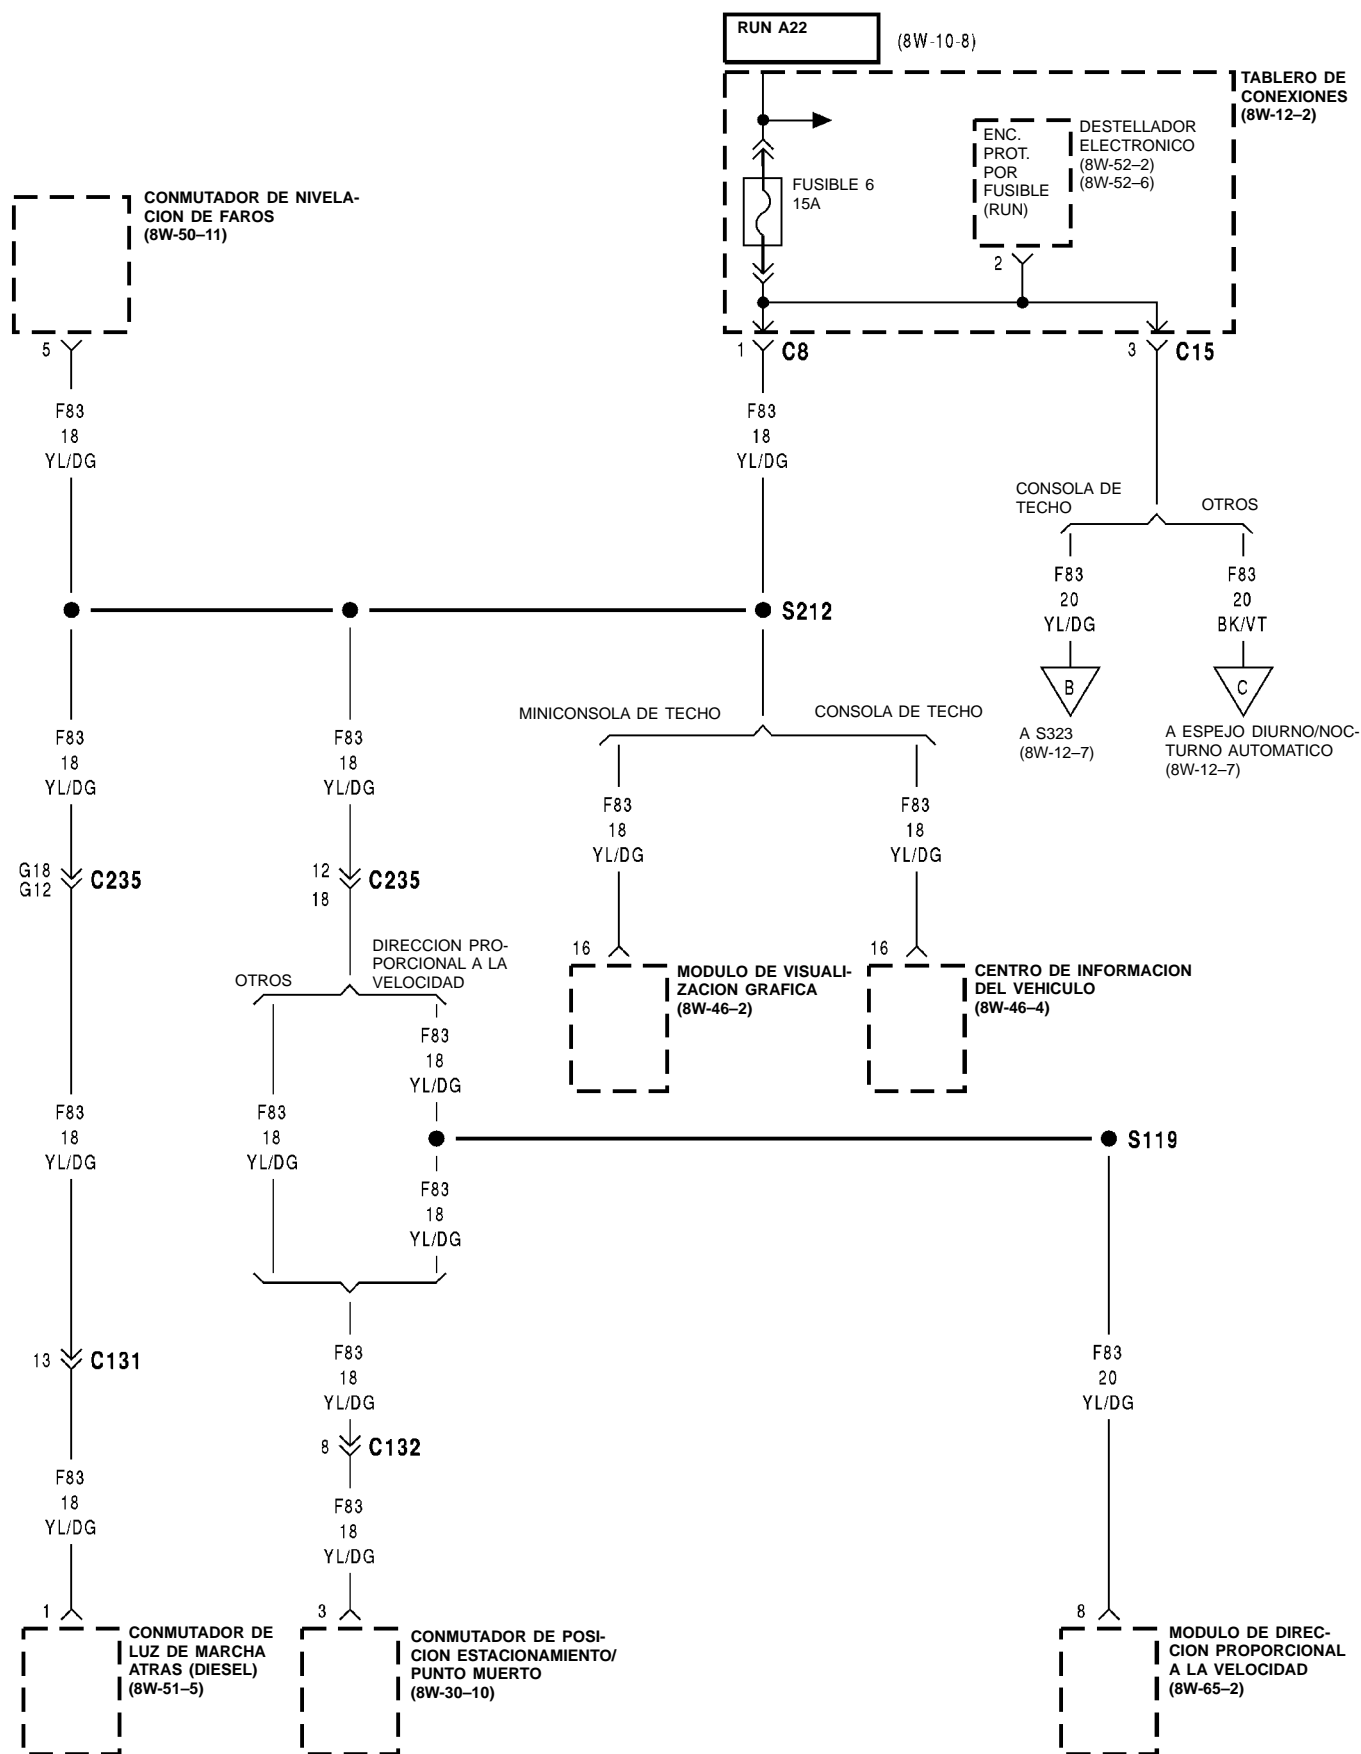 RUN A22
(8W-10-8)
TABLERO DE
CONEXIONES
(8W-12–2)
ENC.
PROT.
POR
FUSIBLE
(RUN)
DESTELLADOR
ELECTRONICO
(8W-52–2)
(8W-52–6)
FUSIBLE 6
15A
2
CONMUTADOR DE NIVELA-
CION DE FAROS
(8W-50–11)
5
1
C8
3
C15
F83
18
YL/DG
F83
18
YL/DG
CONSOLA DE
TECHO
OTROS
F83
20
YL/DG
F83
20
BK/VT
S212
B
C
A S323
(8W-12–7)
A ESPEJO DIURNO/NOC-
TURNO AUTOMATICO
(8W-12–7)
MINICONSOLA DE TECHO
CONSOLA DE TECHO
F83
18
YL/DG
F83
18
YL/DG
F83
18
YL/DG
F83
18
YL/DG
G18
G12
C235
12
18
C235
OTROS
DIRECCION PRO-
PORCIONAL A LA
VELOCIDAD
16
MODULO DE VISUALI-
ZACION GRAFICA
(8W-46–2)
16
CENTRO DE INFORMACION
DEL VEHICULO
(8W-46–4)
F83
18
YL/DG
F83
18
YL/DG
F83
18
YL/DG
S119
F83
18
YL/DG
13
C131
F83
18
YL/DG
F83
20
YL/DG
8
C132
F83
18
YL/DG
F83
18
YL/DG
1
CONMUTADOR DE
LUZ DE MARCHA
ATRAS (DIESEL)
(8W-51–5)
3
CONMUTADOR DE POSI-
CION ESTACIONAMIENTO/
PUNTO MUERTO
(8W-30–10)
8
MODULO DE DIREC-
CION PROPORCIONAL
A LA VELOCIDAD
(8W-65–2)